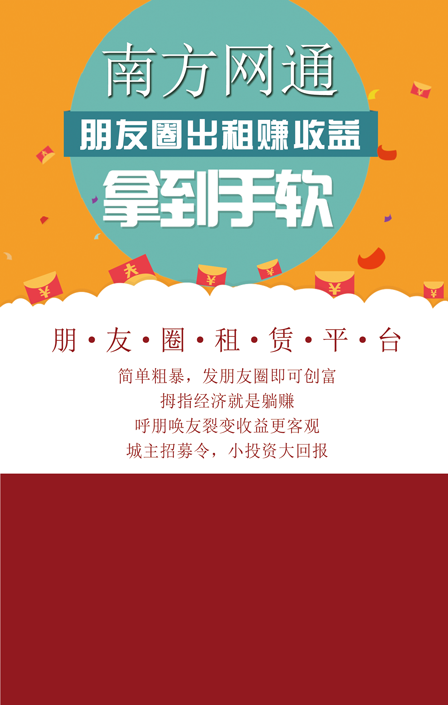 南方网通
朋友圈出租赚收益
拿到手软
大
¥
¥
¥
¥
¥
¥
朋·友·圈·租·赁·平·台
简单粗暴，发朋友圈即可创富
拇指经济就是躺赚
呼朋唤友裂变收益更客观
城主招募令，小投资大回报